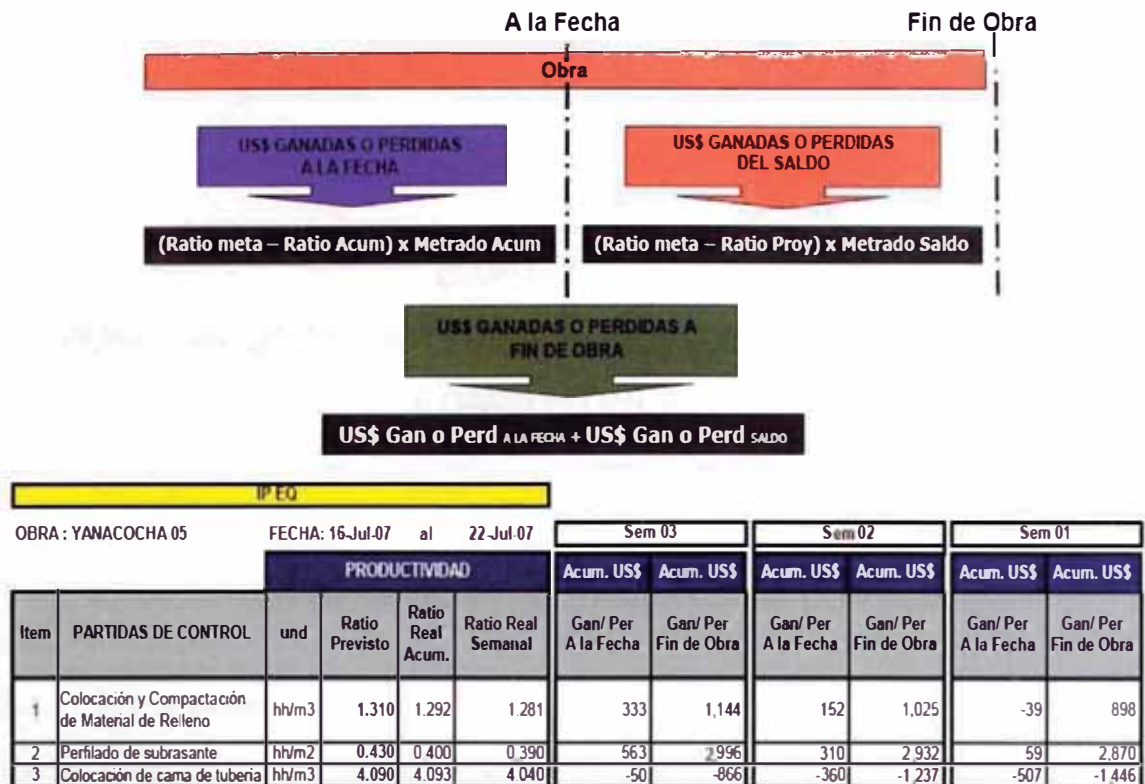 A la Fecha
Fin de Obra
Obra
US$ GANADAS O PERDIDAS
A LA FECHA
US$ GANADAS O PERDIDAS
DEL SALDO
(Ratio meta – Ratio Acum) x Metrado Acum
(Ratio meta – Ratio Proy) x Metrado Saldo
US$ GANADAS O PERDIDAS A
FIN DE OBRA
US$ Gan o Perd A LA FECHA + US$ Gan o Perd SALDO
IP EQ
OBRA : YANACOCHA 05 FECHA: 16-Jul-07 al 22-Jul-07 Sem 03 Sem 02 Sem 01
PRODUCTIVIDAD Acum. US$ Acum. US$ Acum. US$ Acum. US$ Acum. US$ Acum. US$
Item PARTIDAS DE CONTROL und Ratio Previsto Ratio Real Acum. Ratio Real Semanal Gan/ Per A la Fecha Gan/ Per Fin de Obra Gan/ Per A la Fecha Gan/ Per Fin de Obra Gan/ Per A la Fecha Gan/ Per Fin de Obra
1 Colocación y Compactación de Material de Relleno hh/m3 1.310 1.292 1.281 333 1,144 152 1,025 -39 898
2 Perfilado de subrasante hh/m2 0.430 0.400 0.390 563 2,996 310 2,932 59 2,870
3 Colocación de cama de tuberia hh/m3 4.090 4.093 4.040 -50 -866 -360 -1,237 -507 -1,446